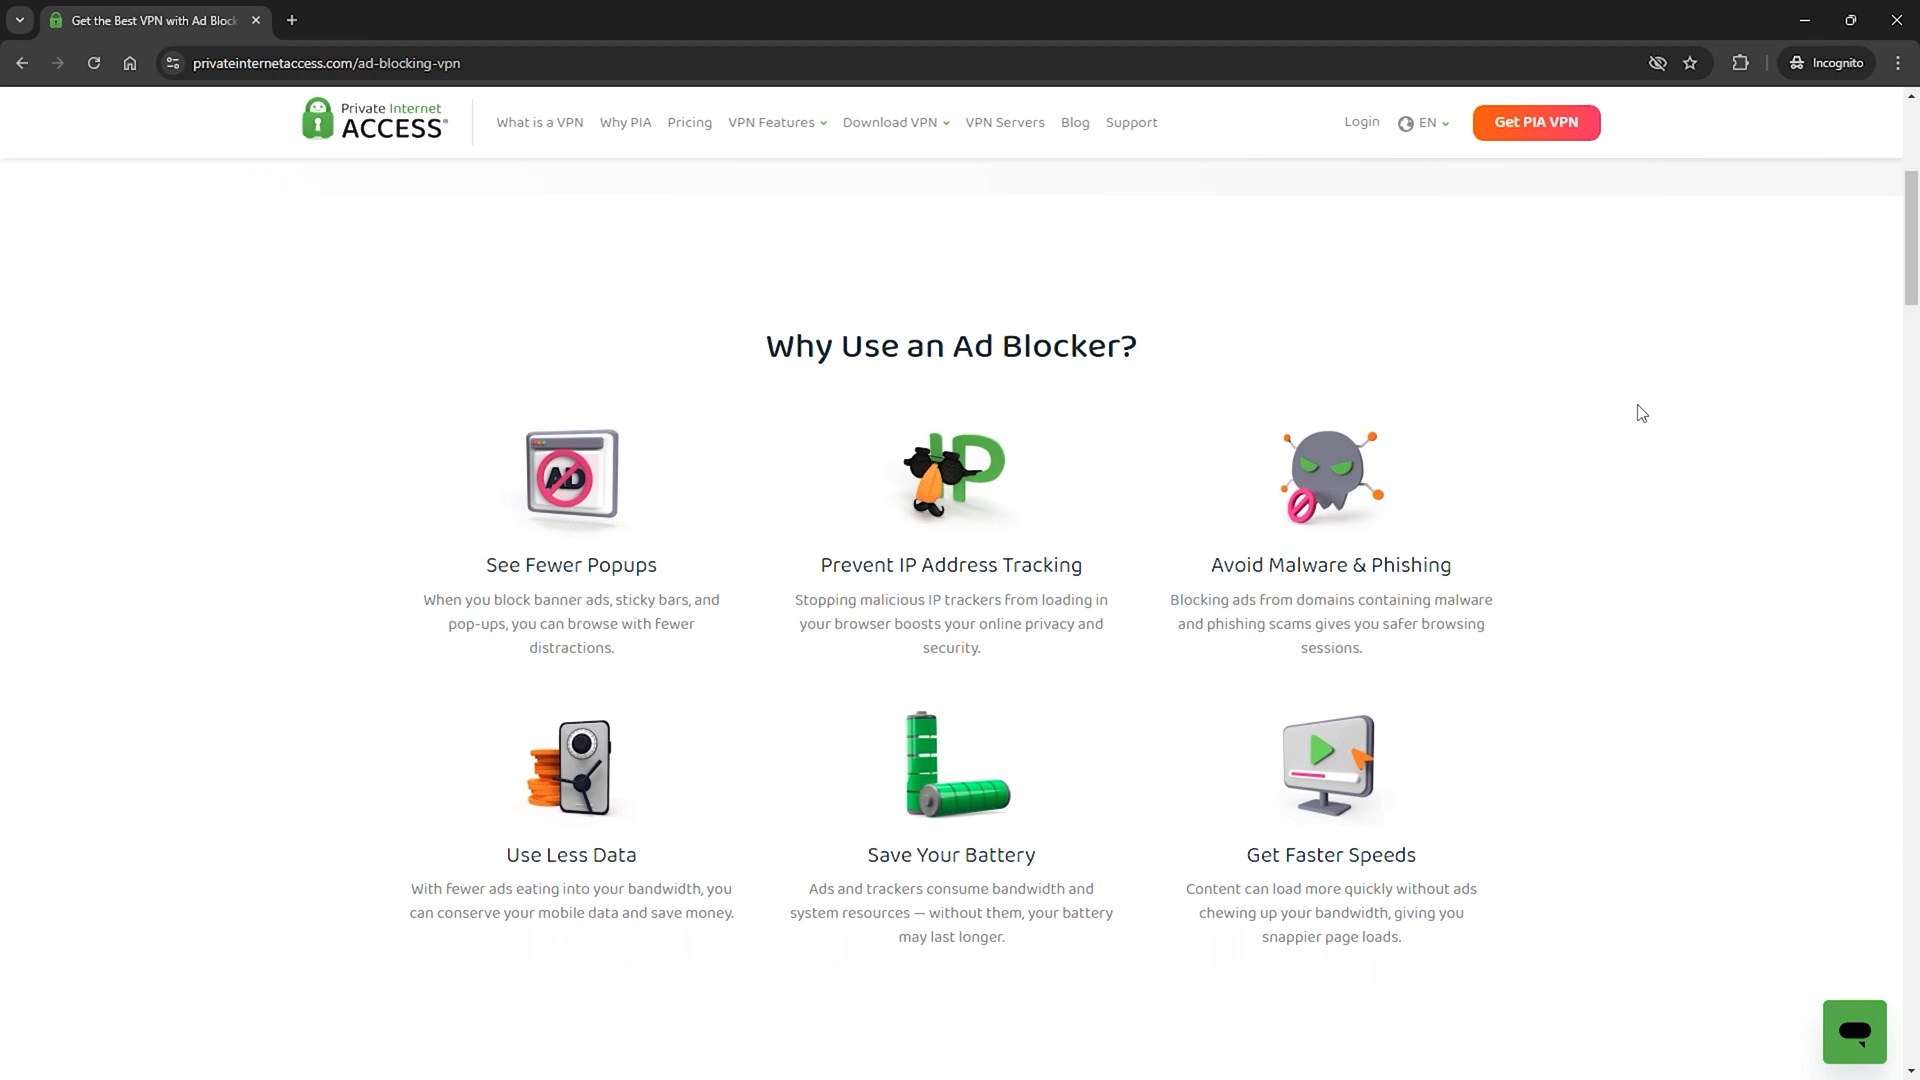 Get the Best VPN with Ad Block
privateinternetaccess.com/ad-blocking-vpn
Incognito
Private Internet
ACCESS®
What is a VPN
Why PIA
Pricing
VPN Features
Download VPN
VPN Servers
Blog
Support
Login
EN
Get PIA VPN
Why Use an Ad Blocker?
AD
IP
See Fewer Popups
When you block banner ads, sticky bars, and
pop-ups, you can browse with fewer
distractions.
Prevent IP Address Tracking
Stopping malicious IP trackers from loading in
your browser boosts your online privacy and
security.
Avoid Malware & Phishing
Blocking ads from domains containing malware
and phishing scams gives you safer browsing
sessions.
Use Less Data
With fewer ads eating into your bandwidth, you
can conserve your mobile data and save money.
Save Your Battery
Ads and trackers consume bandwidth and
system resources — without them, your battery
may last longer.
Get Faster Speeds
Content can load more quickly without ads
chewing up your bandwidth, giving you
snappier page loads.